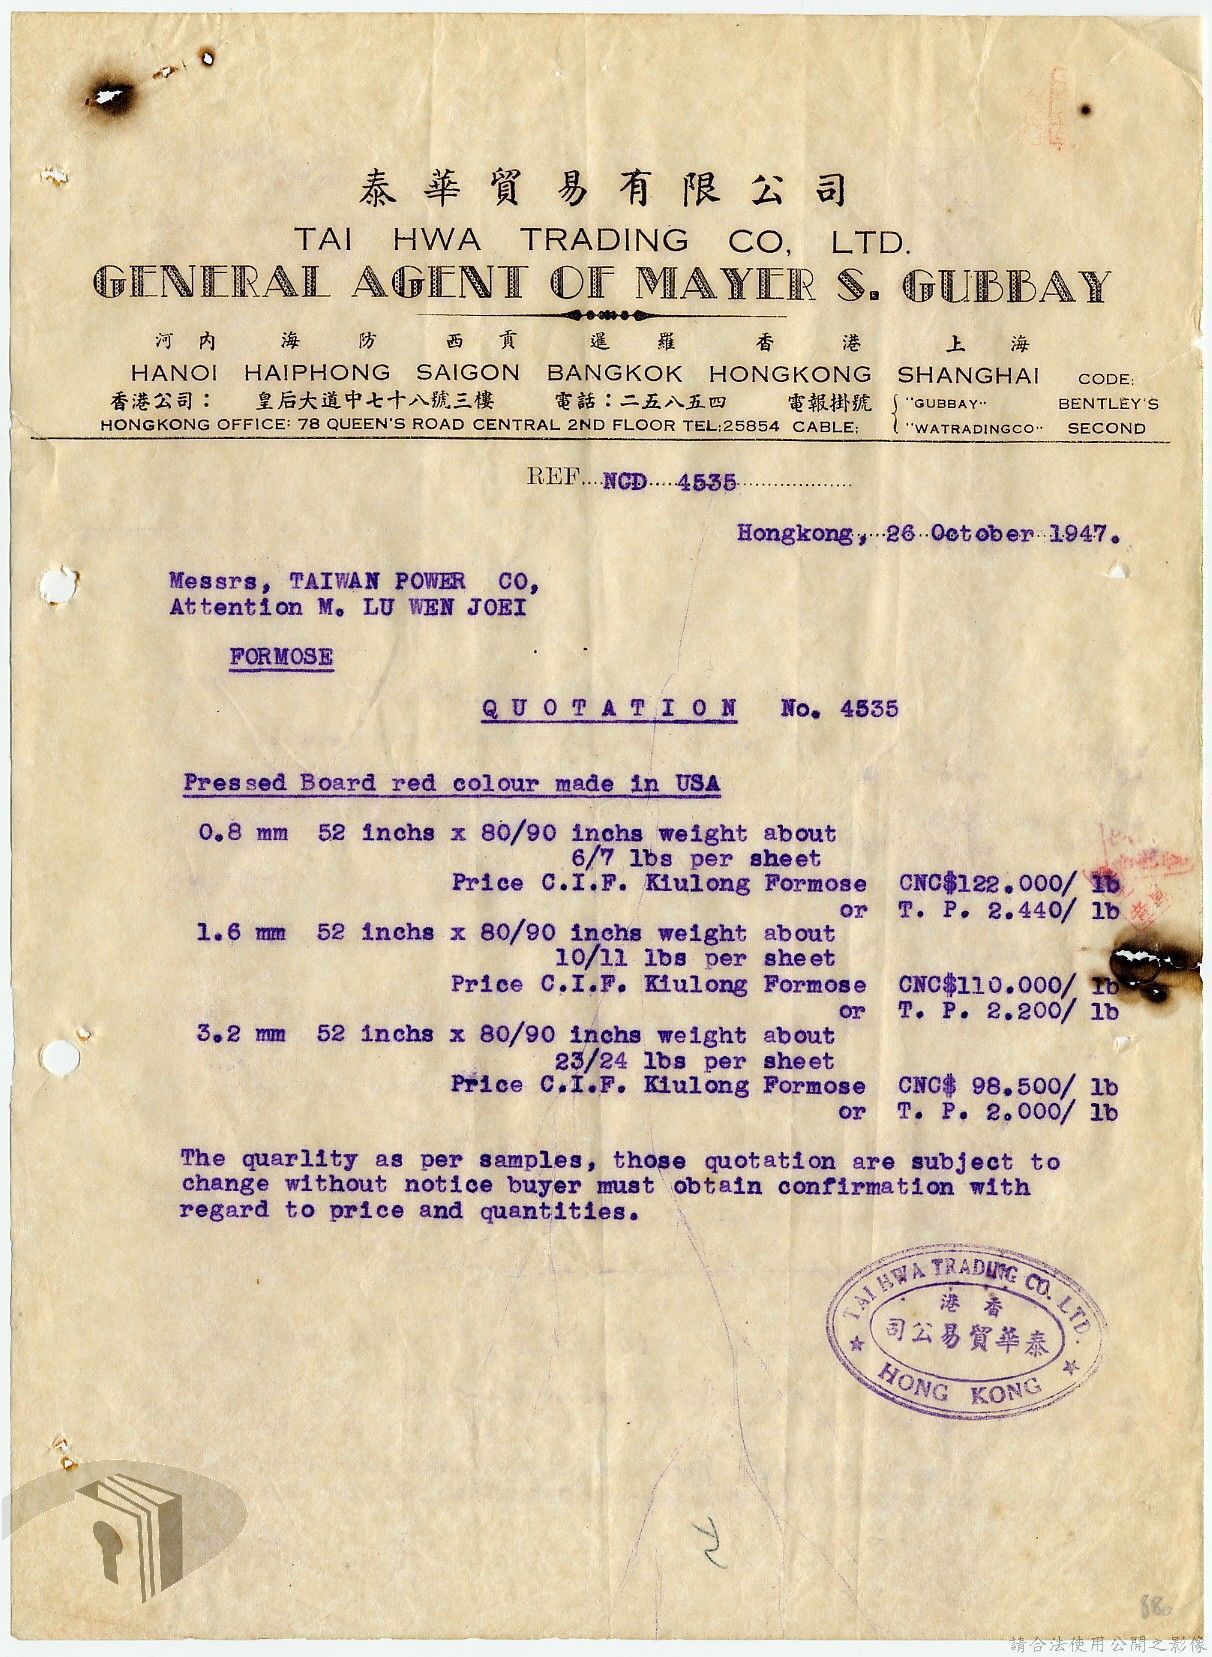 泰華貿易有限公司
TAI HWA TRADING CO, LTD.
GENERAL AGENT OF MAYER S. GUBBAY
河內 海防 西貢 暹羅 香港 上海
HANOI HAIPHONG SAIGON BANGKOK HONGKONG SHANGHAI CODE;
香港公司： 皇后大道中七十八號三樓 電話：二五八五四 電報掛號 "GUBBAY" BENTLEY'S
HONGKONG OFFICE: 78 QUEEN'S ROAD CENTRAL 2ND FLOOR TEL;25854 CABLE; "WATRADINGCO" SECOND
REF....NCD....4535
Hongkong, 26 October 1947.
Messrs, TAIWAN POWER CO,
Attention M. LU WEN JOEI
FORMOSE
QUOTATION No. 4535
Pressed Board red colour made in USA
0.8 mm 52 inchs x 80/90 inchs weight about
6/7 lbs per sheet
Price C.I.F. Kiulong Formose CNC$122.000/ lb
or T. P. 2.440/ lb
1.6 mm 52 inchs x 80/90 inchs weight about
10/11 lbs per sheet
Price C.I.F. Kiulong Formose CNC$110.000/ lb
or T. P. 2.200/ lb
3.2 mm 52 inchs x 80/90 inchs weight about
23/24 lbs per sheet
Price C.I.F. Kiulong Formose CNC$ 98.500/ lb
or T. P. 2.000/ lb
The quarlity as per samples, those quotation are subject to
change without notice buyer must obtain confirmation with
regard to price and quantities.
TAI HWA TRADING CO. LTD.
香港
泰華貿易公司
HONG KONG
請合法使用公開之影像